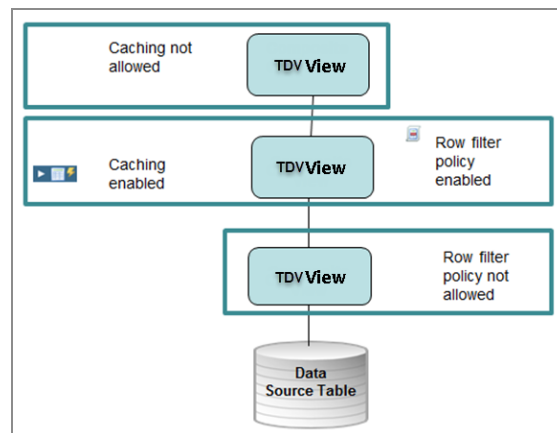 Caching not
allowed
TDV View
Caching
enabled
TDV View
Row filter
policy
enabled
TDV View
Row filter
policy not
allowed
Data
Source Table